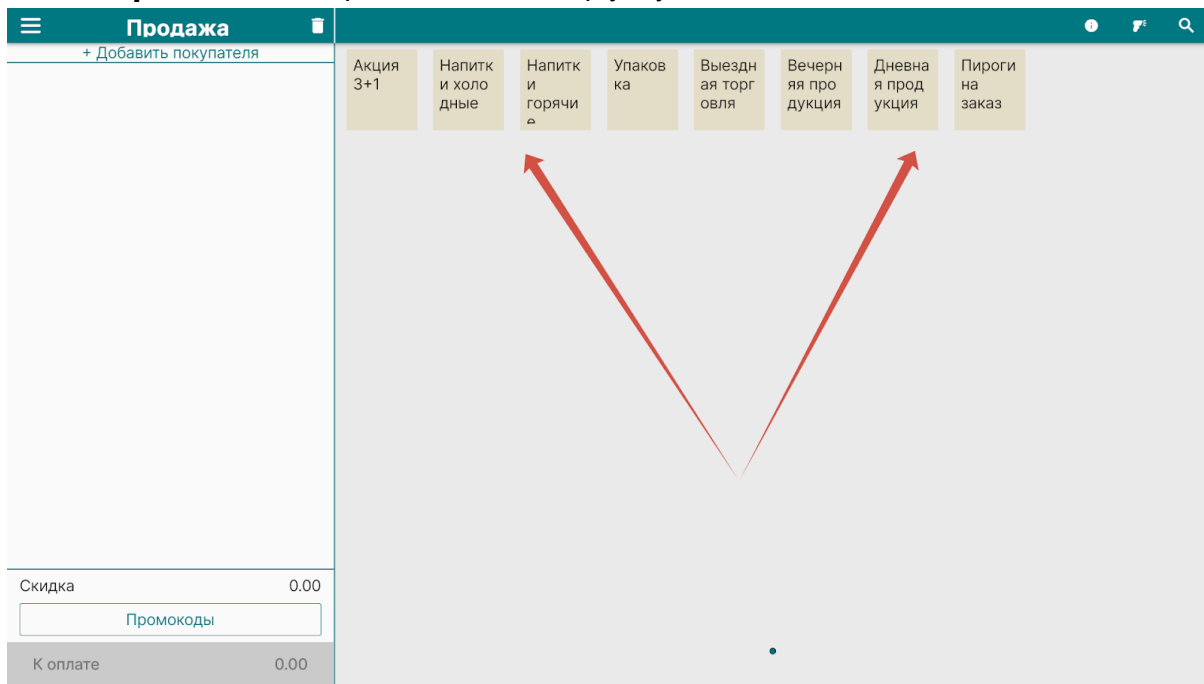 Продажа
+ Добавить покупателя
Акция
3+1
Напитк
и холо
дные
Напитк
и
горячи
е
Упаков
ка
Выездн
ая торг
овля
Вечерн
яя про
дукция
Дневна
я прод
укция
Пироги
на
заказ
Скидка 0.00
Промокоды
К оплате 0.00